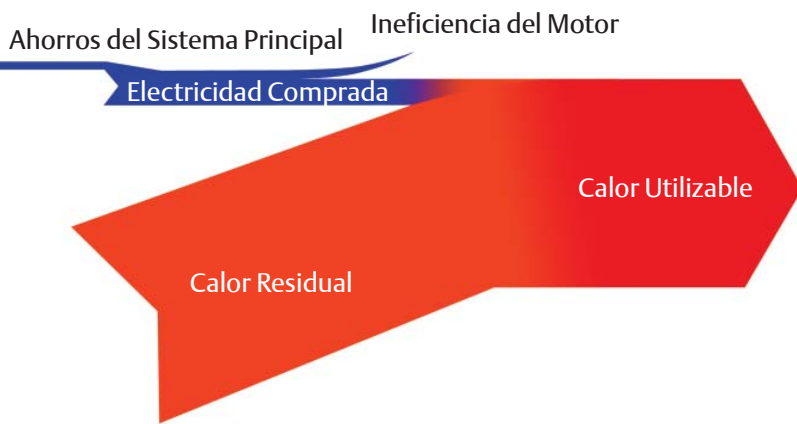 Ahorros del Sistema Principal
Ineficiencia del Motor
Electricidad Comprada
Calor Utilizable
Calor Residual